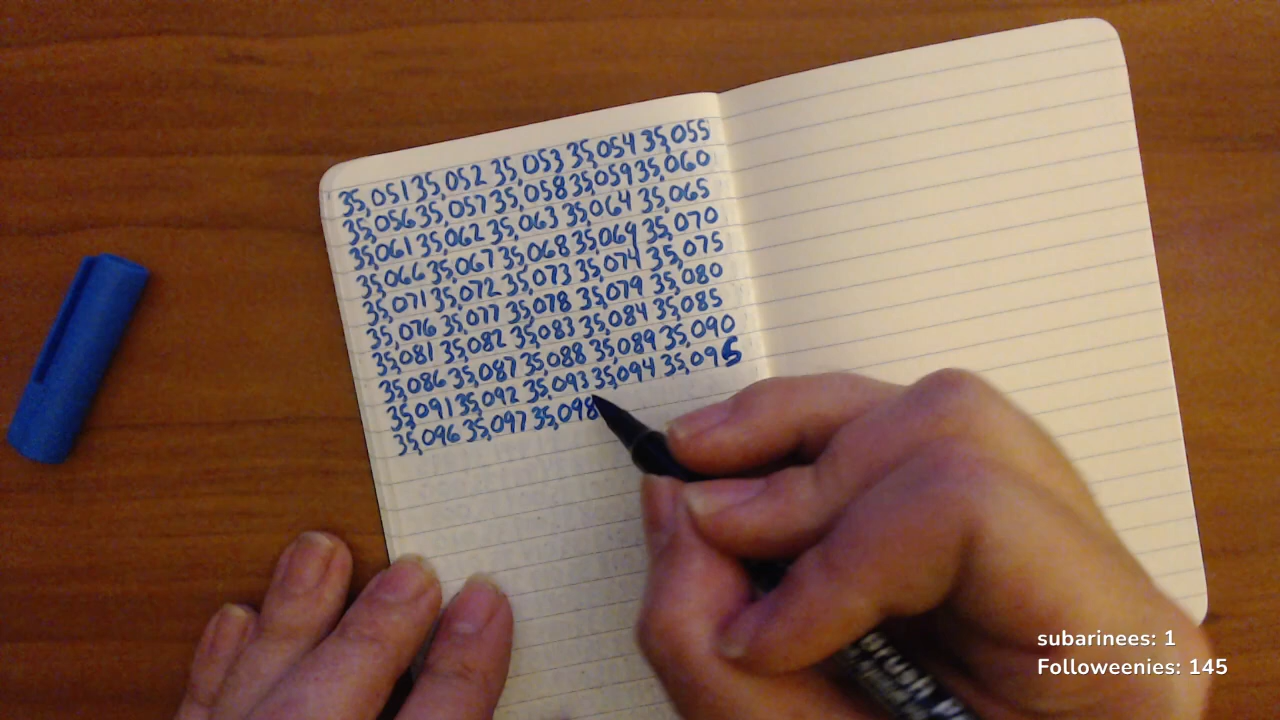 35,051 35,052 35,053 35,054 35,055
35,056 35,057 35,058 35,059 35,060
35,061 35,062 35,063 35,064 35,065
35,066 35,067 35,068 35,069 35,070
35,071 35,072 35,073 35,074 35,075
35,076 35,077 35,078 35,079 35,080
35,081 35,082 35,083 35,084 35,085
35,086 35,087 35,088 35,089 35,090
35,091 35,092 35,093 35,094 35,095
35,096 35,097 35,098
brush
subarinees: 1
Followeenies: 145